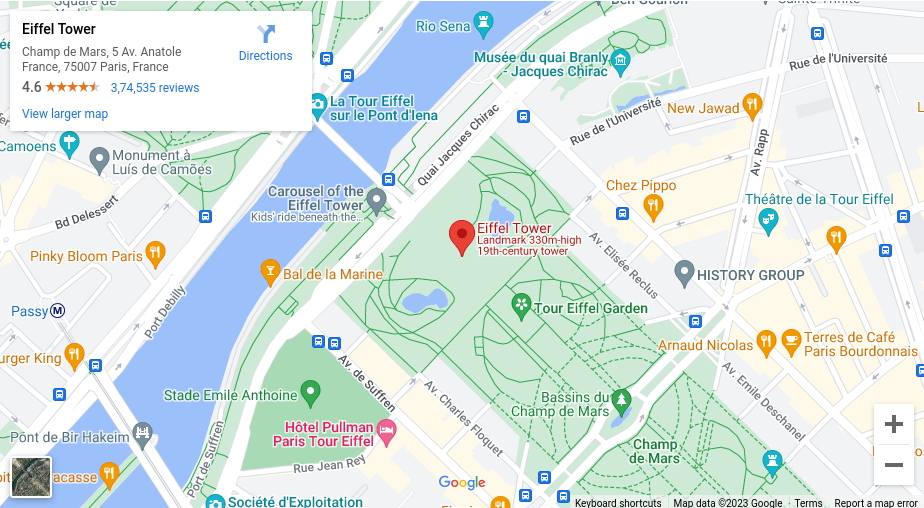 Eiffel Tower
Champ de Mars, 5 Av. Anatole
France, 75007 Paris, France
4.6
3,74,535 reviews
View larger map
Directions
Rio Sena
Musée du quai Branly
Jacques Chirac
Rue de l'Université
La Tour Eiffel
sur le Pont d'Iena
Quai Jacques Chirac
Rue de l'Université
New Jawad
Av. Rapp
Camoens
Monument à
Luís de Camões
Carousel of the
Eiffel Tower
Kids' ride beneath the...
Chez Pippo
Théâtre de la Tour Eiffel
Bd Delessert
Eiffel Tower
Landmark 330m-high
19th-century tower
Av. Elisée Reclus
Pinky Bloom Paris
Bal de la Marine
HISTORY GROUP
Port Debilly
Passy
M
Tour Eiffel Garden
Arnaud Nicolas
Terres de Café
Paris Bourdonnais
urger King
Av. de Suffren
Stade Emile Anthoine
Av. Charles Floquet
Av. Emile Deschanel
Bassins du
Champ de Mars
Pont de Bir Hakeim
Port de Suffren
Hôtel Pullman
Paris Tour Eiffel
Champ
de Mars
Rue Jean Rey
acasse
Google
Société d'Exploitation
Keyboard shortcuts
Map data ©2023 Google
Terms
Report a map error